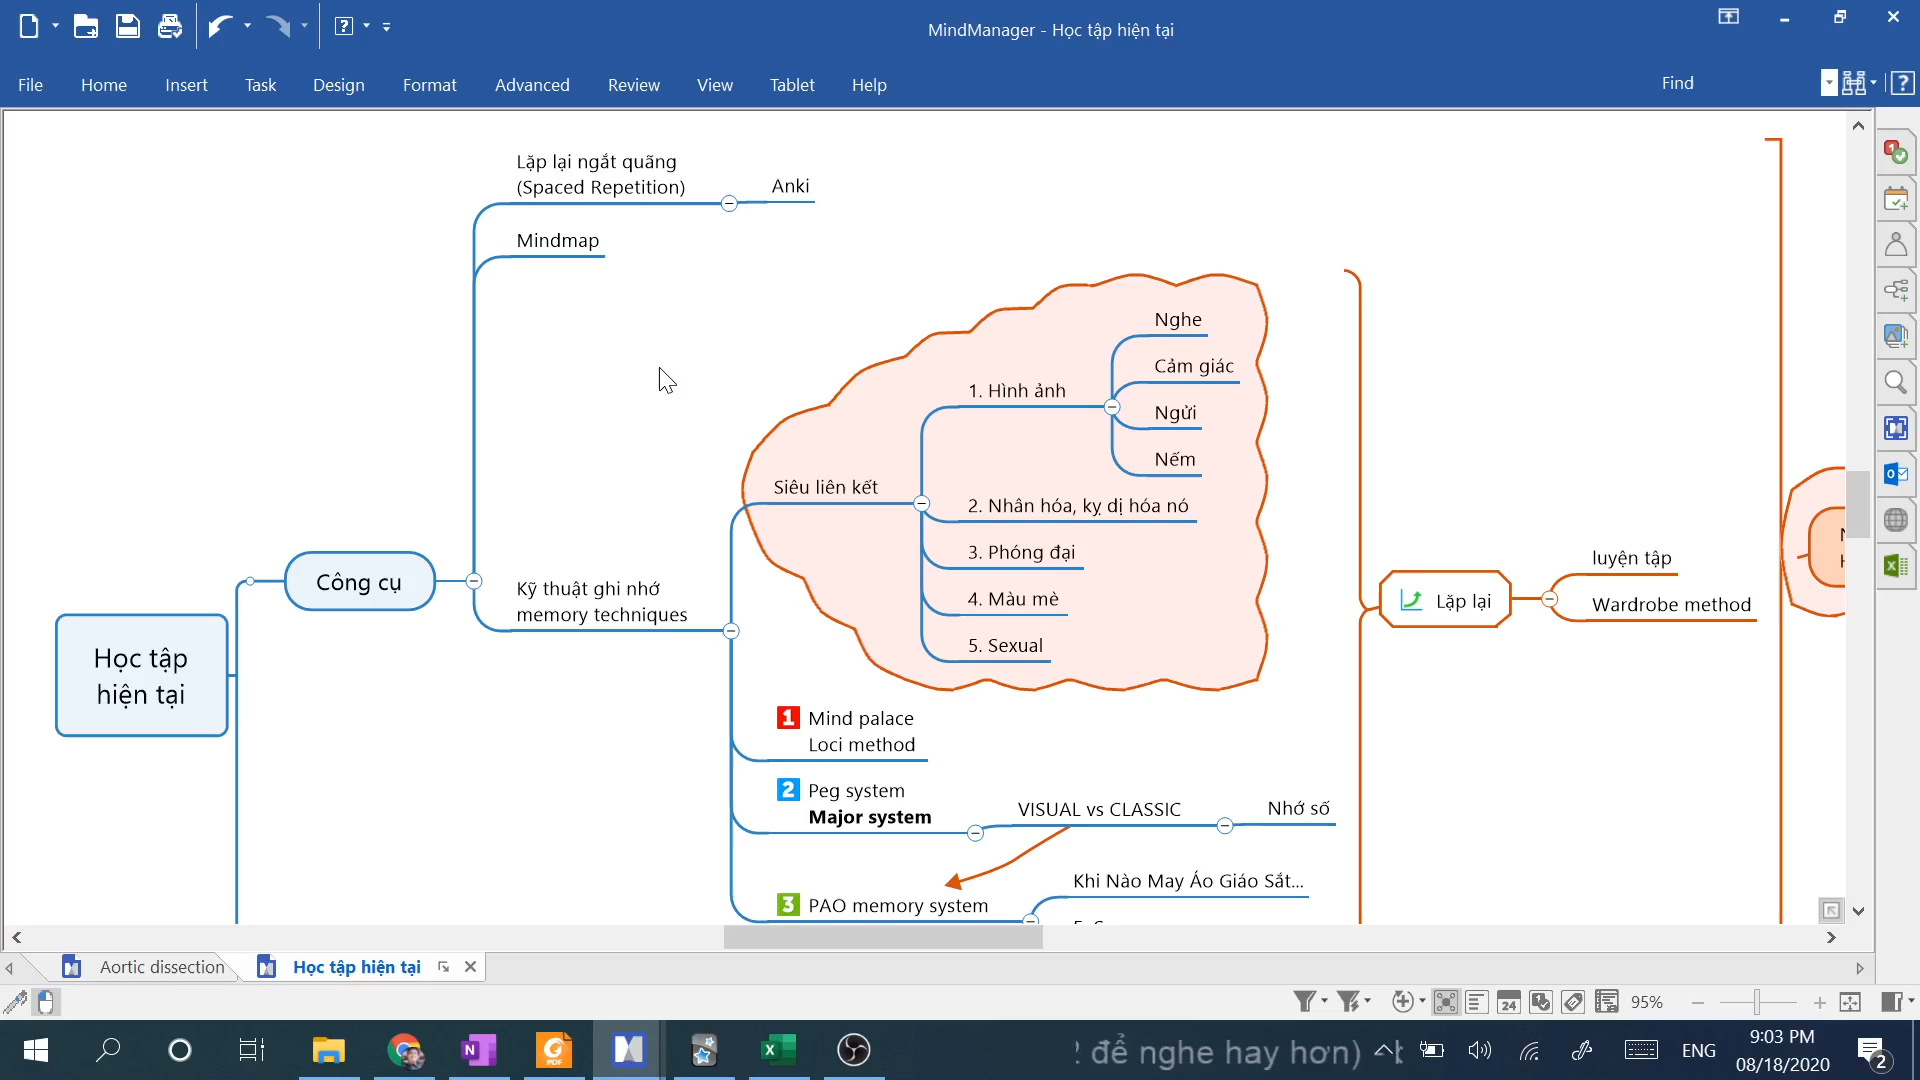 MindManager - Học tập hiện tại
File
Home
Insert
Task
Design
Format
Advanced
Review
View
Tablet
Help
Find
Lặp lại ngắt quãng
(Spaced Repetition)
Anki
Mindmap
Nghe
Cảm giác
1. Hình ảnh
Ngửi
Nếm
Siêu liên kết
2. Nhân hóa, kỵ dị hóa nó
3. Phóng đại
4. Màu mè
5. Sexual
luyện tập
Lặp lại
Wardrobe method
Công cụ
Kỹ thuật ghi nhớ
memory techniques
Học tập
hiện tại
1 Mind palace
Loci method
2 Peg system
Major system
VISUAL vs CLASSIC
Nhớ số
Khi Nào May Áo Giáo Sắt...
3 PAO memory system
Aortic dissection
Học tập hiện tại
24
95%
để nghe hay hơn)
ENG
9:03 PM
08/18/2020
2